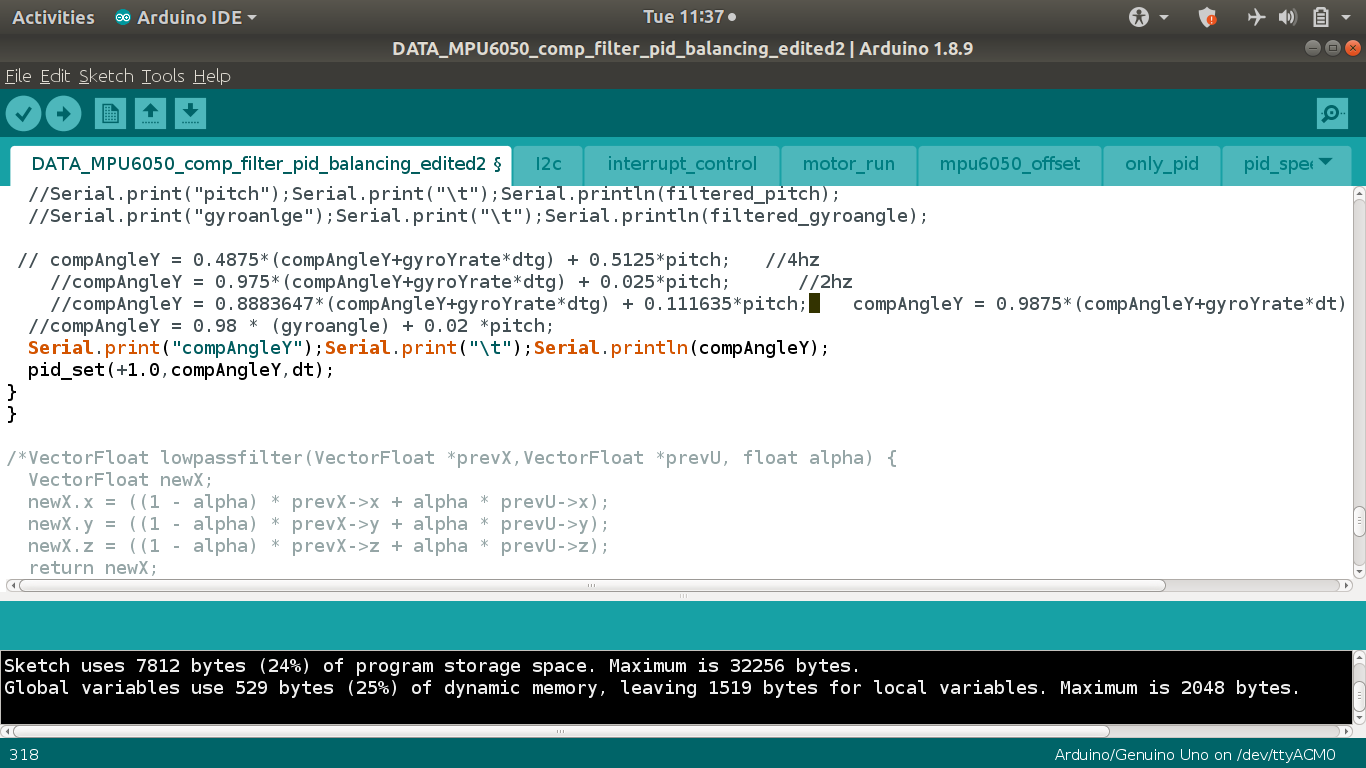 Activities Arduino IDE Tue 11:37
DATA_MPU6050_comp_filter_pid_balancing_edited2 | Arduino 1.8.9
File Edit Sketch Tools Help
DATA_MPU6050_comp_filter_pid_balancing_edited2 § I2c interrupt_control motor_run mpu6050_offset only_pid pid_spee
//Serial.print("pitch");Serial.print("\t");Serial.println(filtered_pitch);
//Serial.print("gyroanlge");Serial.print("\t");Serial.println(filtered_gyroangle);
// compAngleY = 0.4875*(compAngleY+gyroYrate*dtg) + 0.5125*pitch; //4hz
//compAngleY = 0.975*(compAngleY+gyroYrate*dtg) + 0.025*pitch; //2hz
//compAngleY = 0.8883647*(compAngleY+gyroYrate*dtg) + 0.111635*pitch; compAngleY = 0.9875*(compAngleY+gyroYrate*dt)
//compAngleY = 0.98 * (gyroangle) + 0.02 *pitch;
Serial.print("compAngleY");Serial.print("\t");Serial.println(compAngleY);
pid_set(+1.0,compAngleY,dt);
}
}
/*VectorFloat lowpassfilter(VectorFloat *prevX,VectorFloat *prevU, float alpha) {
VectorFloat newX;
newX.x = ((1 - alpha) * prevX->x + alpha * prevU->x);
newX.y = ((1 - alpha) * prevX->y + alpha * prevU->y);
newX.z = ((1 - alpha) * prevX->z + alpha * prevU->z);
return newX;
Sketch uses 7812 bytes (24%) of program storage space. Maximum is 32256 bytes.
Global variables use 529 bytes (25%) of dynamic memory, leaving 1519 bytes for local variables. Maximum is 2048 bytes.
318 Arduino/Genuino Uno on /dev/ttyACM0